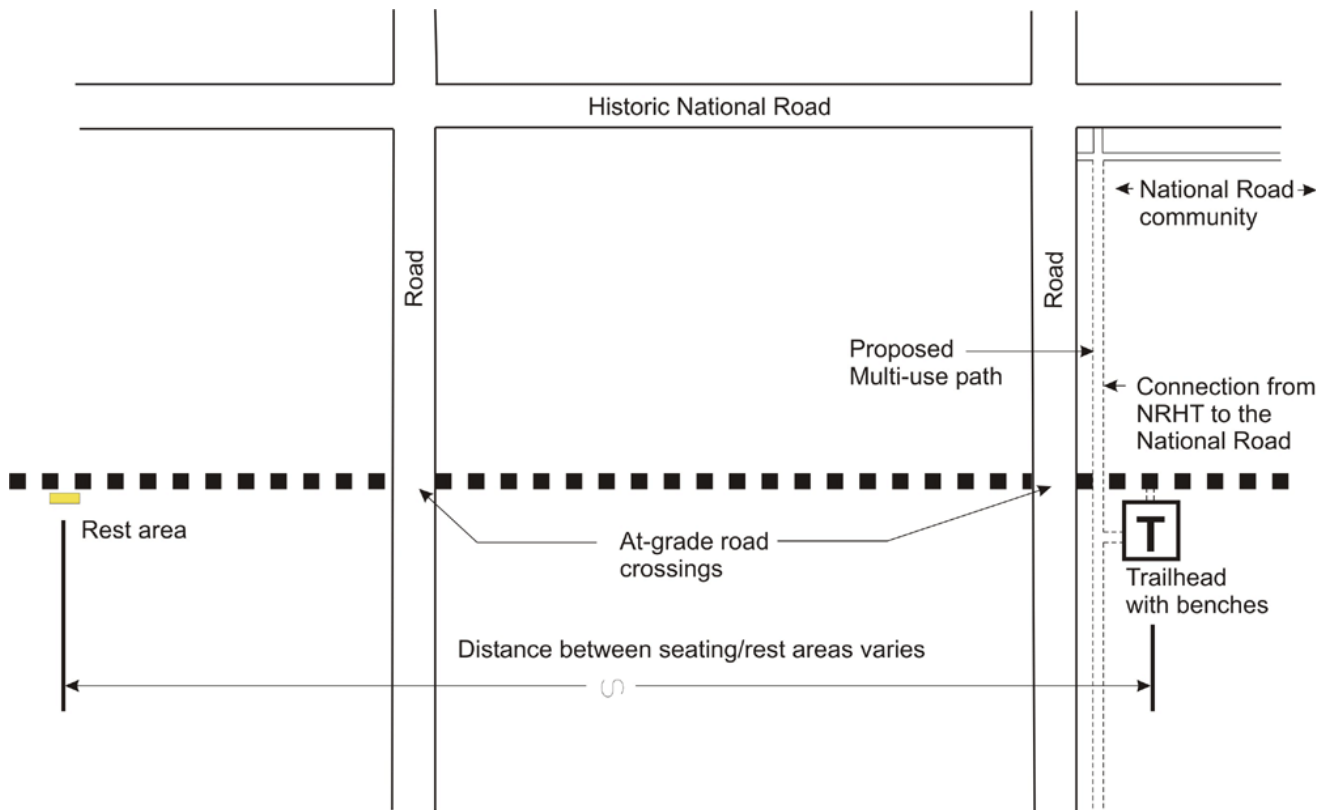 Historic National Road
National Road
community
Road
Road
Proposed
Multi-use path
Connection from
NRHT to the
National Road
Rest area
At-grade road
crossings
T
Trailhead
with benches
Distance between seating/rest areas varies
S